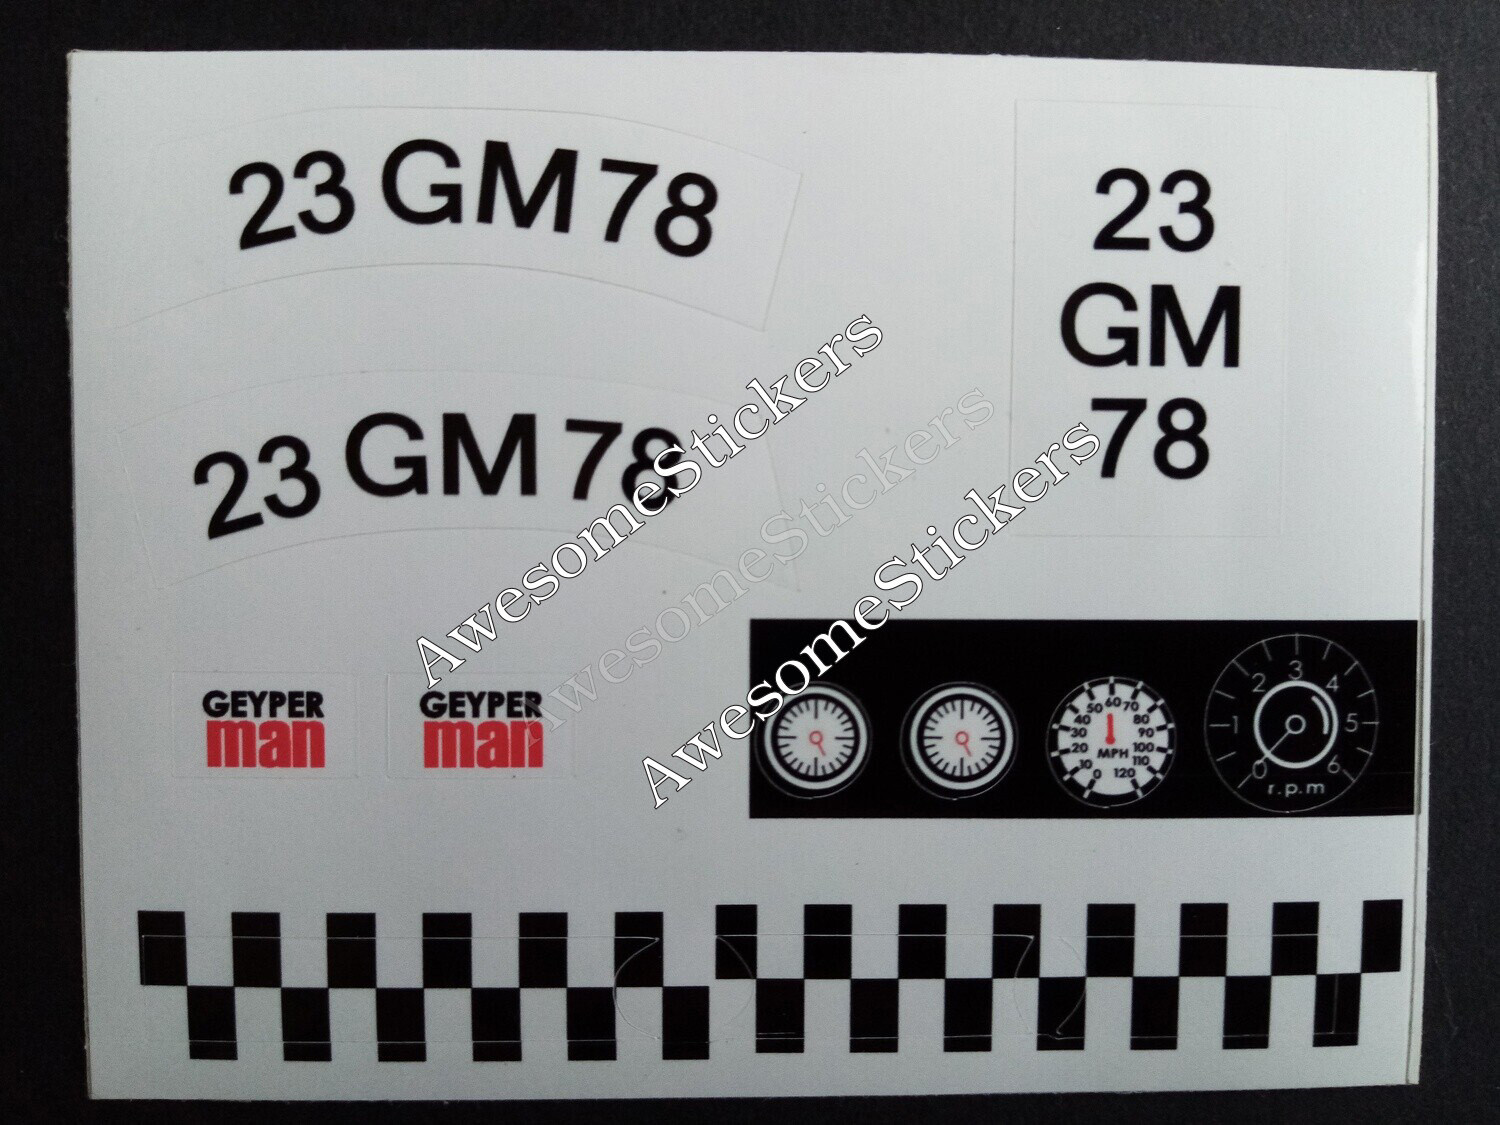 23 GM 78
23
GM
78
23 GM 78
AwesomeStickers
AwesomeStickers
AwesomeStickers
GEYPER
man
GEYPER
man
0 10 20 30 40 50 60 70 80 90 100 110 120
MPH
0 1 2 3 4 5 6
r.p.m